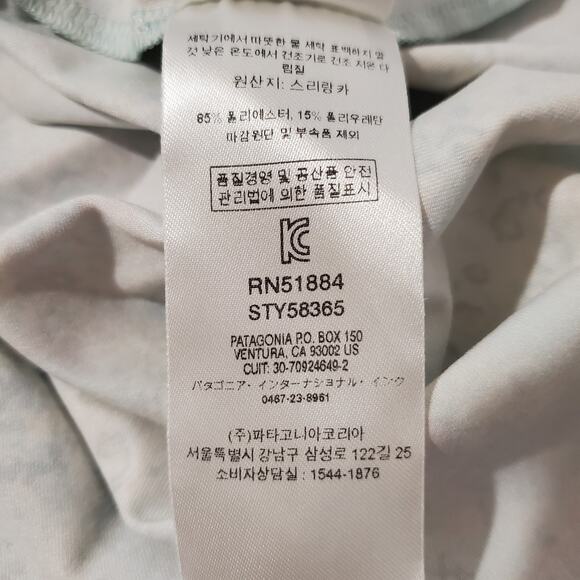 세탁기에서 따뜻한 물 세탁 표백하지 말
것 낮은 온도에서 건조기로 건조 저온 다
림질
원산지: 스리랑카
85% 폴리에스터, 15% 폴리우레탄
마감원단 및 부속품 제외
품질경영 및 공산품 안전
관리법에 의한 품질표시
RN51884
STY58365
PATAGONIA P.O. BOX 150
VENTURA, CA 93002 US
CUIT: 30-70924649-2
パタゴニア・インターナショナル・インク
0467-23-8961
(주)파타고니아코리아
서울특별시 강남구 삼성로 122길 25
소비자상담실 : 1544-1876